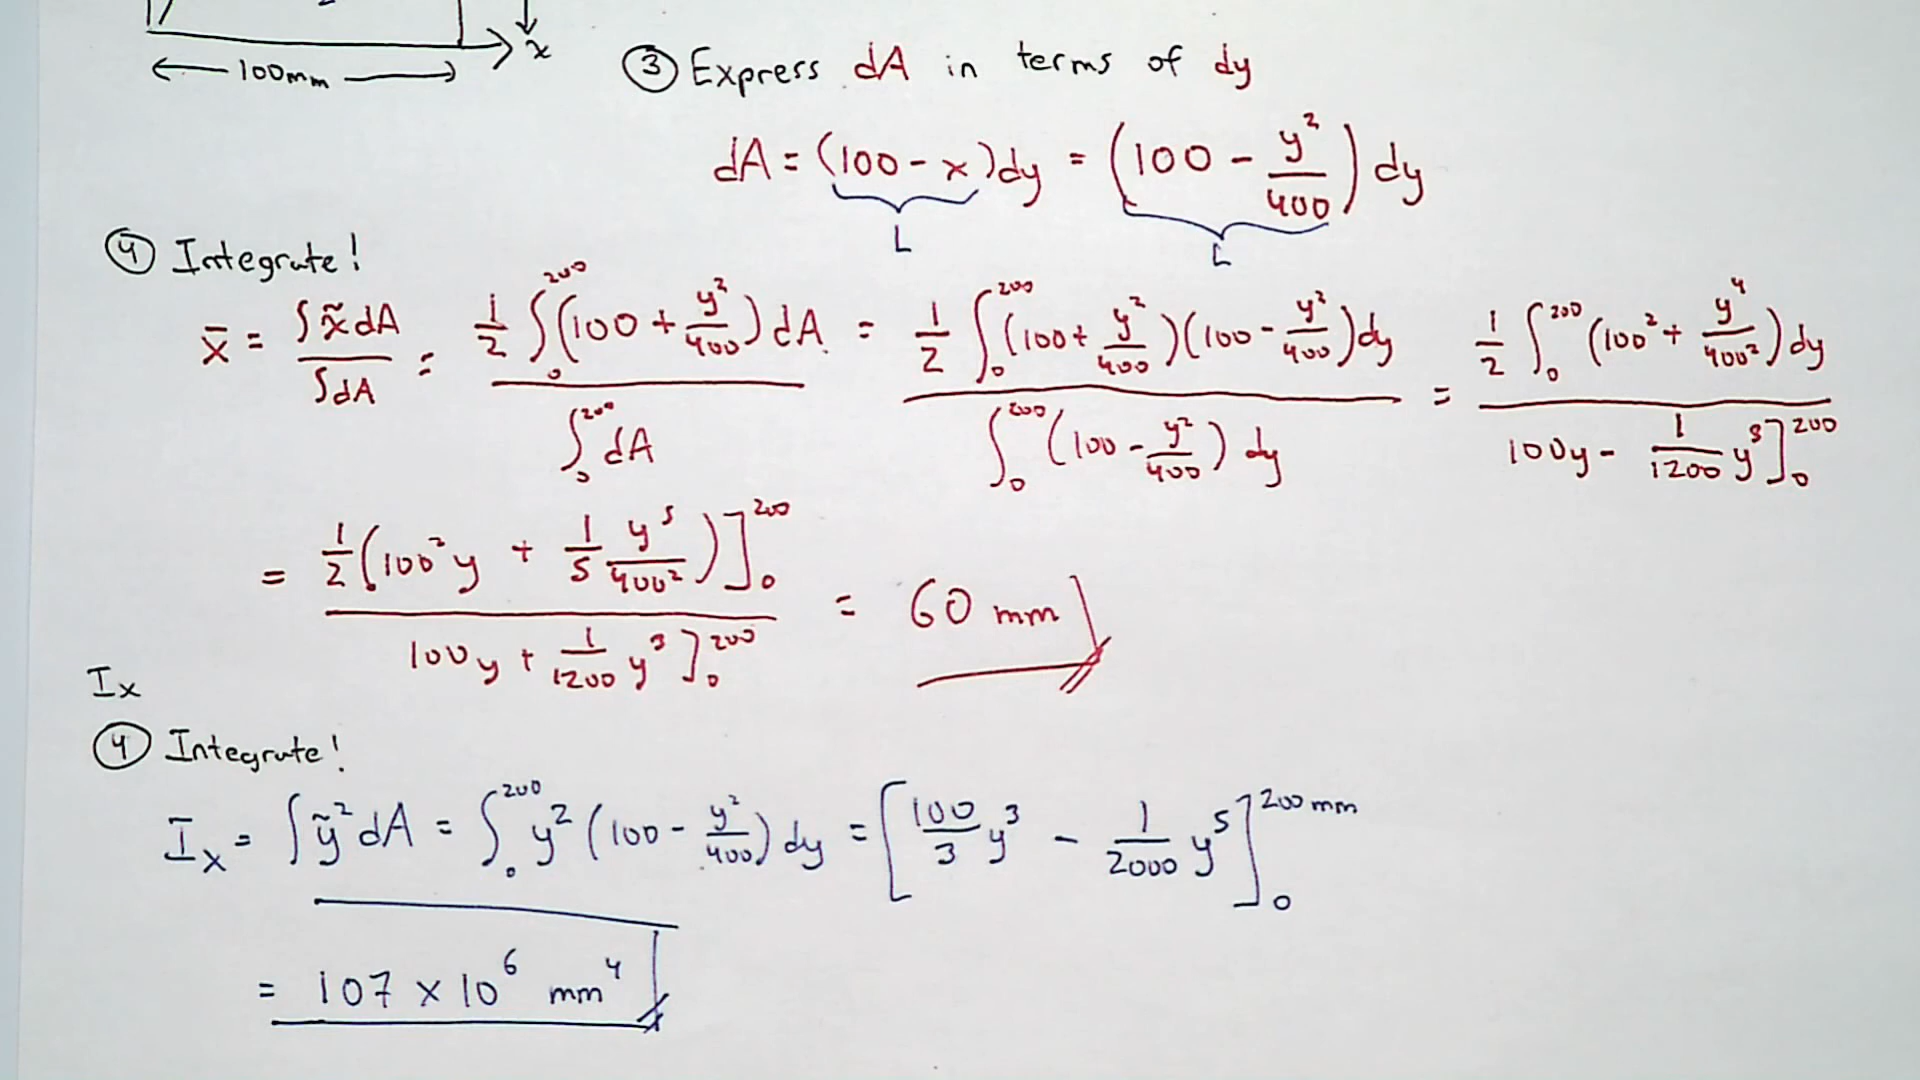 x
100mm
③ Express dA in terms of dy
dA = (100 - x)dy = (100 - y²/400) dy
L L
④ Integrate!
x̄ = ∫x̃dA / ∫dA = 1/2 ∫₀²⁰⁰(100 + y²/400) dA / ∫₀²⁰⁰ dA = 1/2 ∫₀²⁰⁰(100 + y²/400)(100 - y²/400)dy / ∫₀²⁰⁰(100 - y²/400) dy = 1/2 ∫₀²⁰⁰(100² + y⁴/400²) dy / 100y - 1/1200 y³]₀²⁰⁰
= 1/2 (100²y + 1/5 y⁵/400²)]₀²⁰⁰ / 100y + 1/1200 y³]₀²⁰⁰ = 60 mm
Ix
④ Integrate!
Ix = ∫ỹ²dA = ∫₀²⁰⁰ y² (100 - y²/400) dy = [100/3 y³ - 1/2000 y⁵]₀²⁰⁰ ᵐᵐ
= 107 x 10⁶ mm⁴